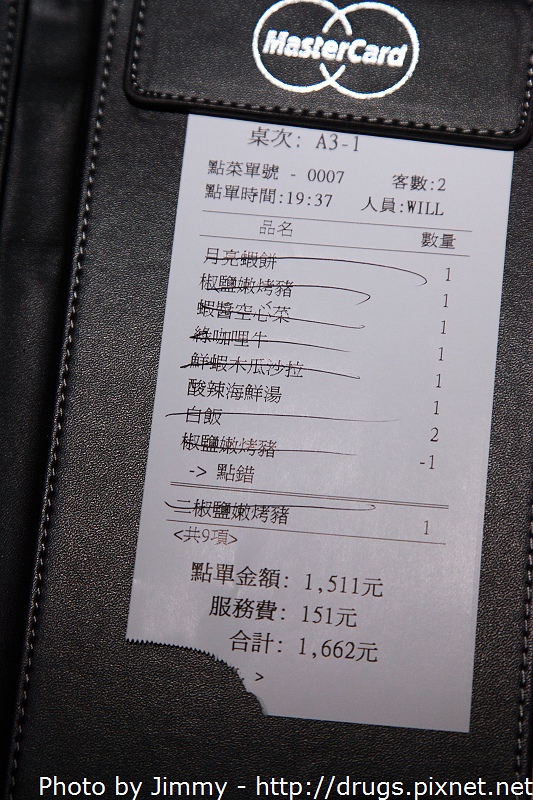 MasterCard
桌次: A3-1
點菜單號 - 0007 客數:2
點單時間:19:37 人員:WILL
品名 數量
月亮蝦餅 1
椒鹽嫩烤豬 1
蝦醬空心菜 1
綠咖哩牛 1
鮮蝦木瓜沙拉 1
酸辣海鮮湯 1
白飯 2
椒鹽嫩烤豬 -1
-> 點錯
二椒鹽嫩烤豬 1
<共9項>
點單金額: 1,511元
服務費: 151元
合計: 1,662元
>
Photo by Jimmy - http://drugs.pixnet.net